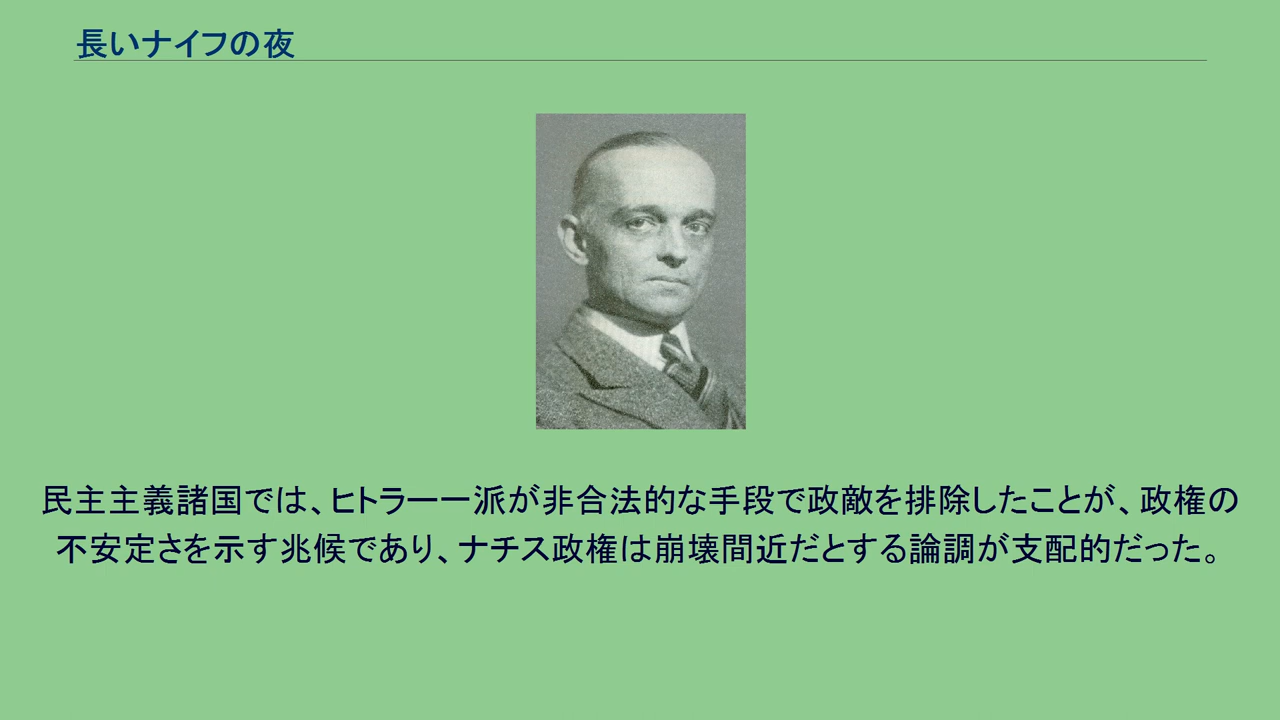 長いナイフの夜
民主主義諸国では、ヒトラー一派が非合法的な手段で政敵を排除したことが、政権の
不安定さを示す兆候であり、ナチス政権は崩壊間近だとする論調が支配的だった。